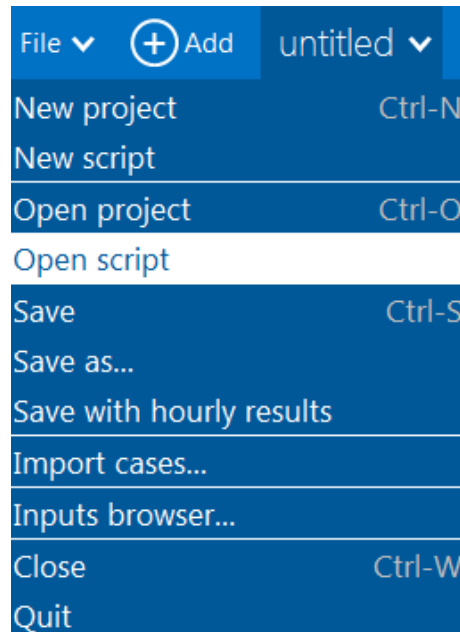 File Add untitled
New project Ctrl-N
New script
Open project Ctrl-O
Open script
Save Ctrl-S
Save as...
Save with hourly results
Import cases...
Inputs browser...
Close Ctrl-W
Quit